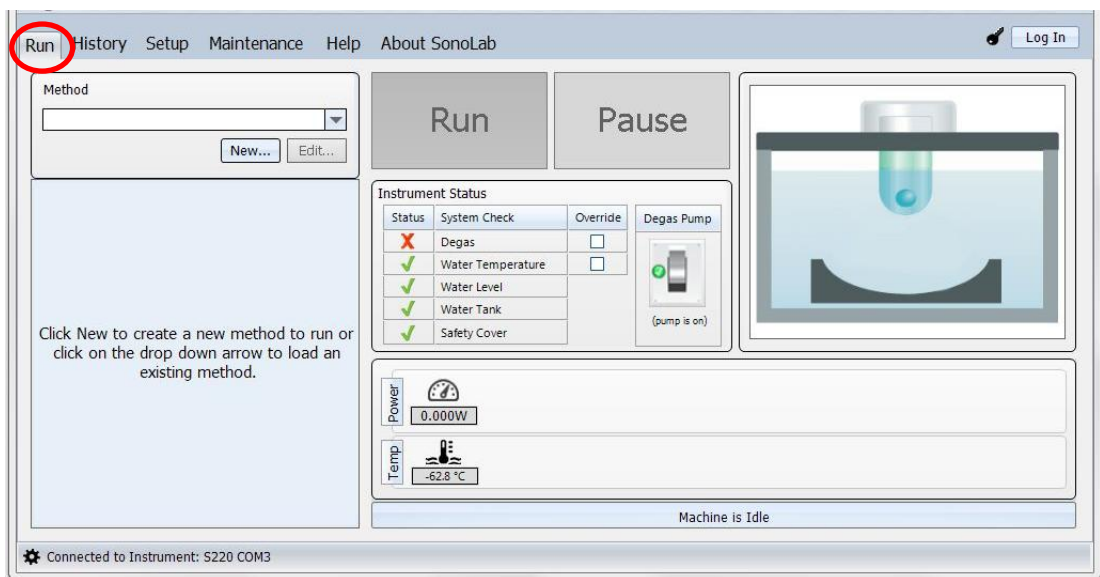 Run History Setup Maintenance Help About SonoLab
Log In
Method
New... Edit...
Click New to create a new method to run or
click on the drop down arrow to load an
existing method.
Run Pause
Instrument Status
Status System Check Override
Degas
Water Temperature
Water Level
Water Tank
Safety Cover
Degas Pump
(pump is on)
Power
0.000W
Temp
-62.8 °C
Machine is Idle
Connected to Instrument: S220 COM3